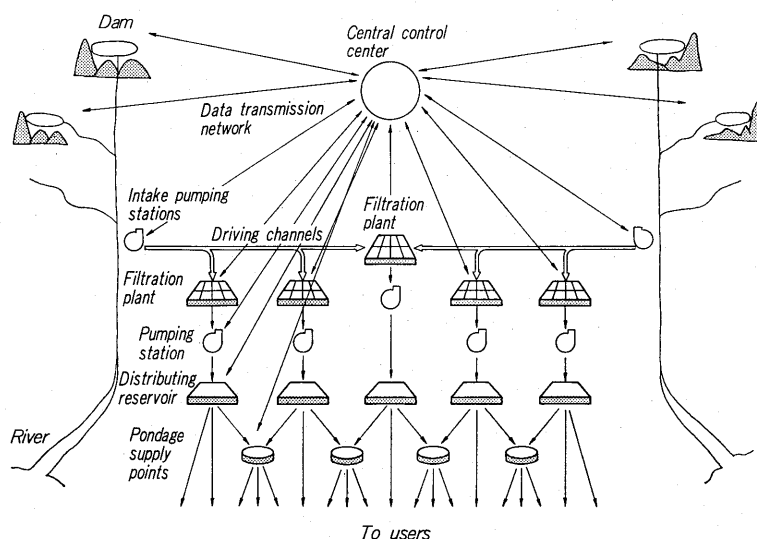 Dam
Central control
center
Data transmission
network
Intake pumping
stations
Filtration
plant
Driving channels
Filtration
plant
Pumping
station
Distributing
reservoir
River
Pondage
supply
points
To users